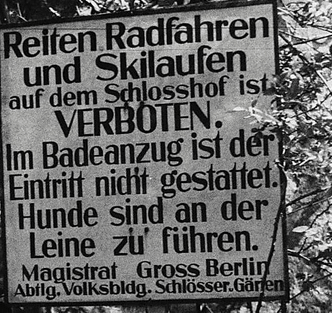 Reiten, Radfahren
und Skilaufen
auf dem Schlosshof ist
VERBOTEN.
Im Badeanzug ist der
Eintritt nicht gestattet.
Hunde sind an der
Leine zu führen.
Magistrat Gross Berlin
Abtlg. Volksbldg. Schlösser. Gärten